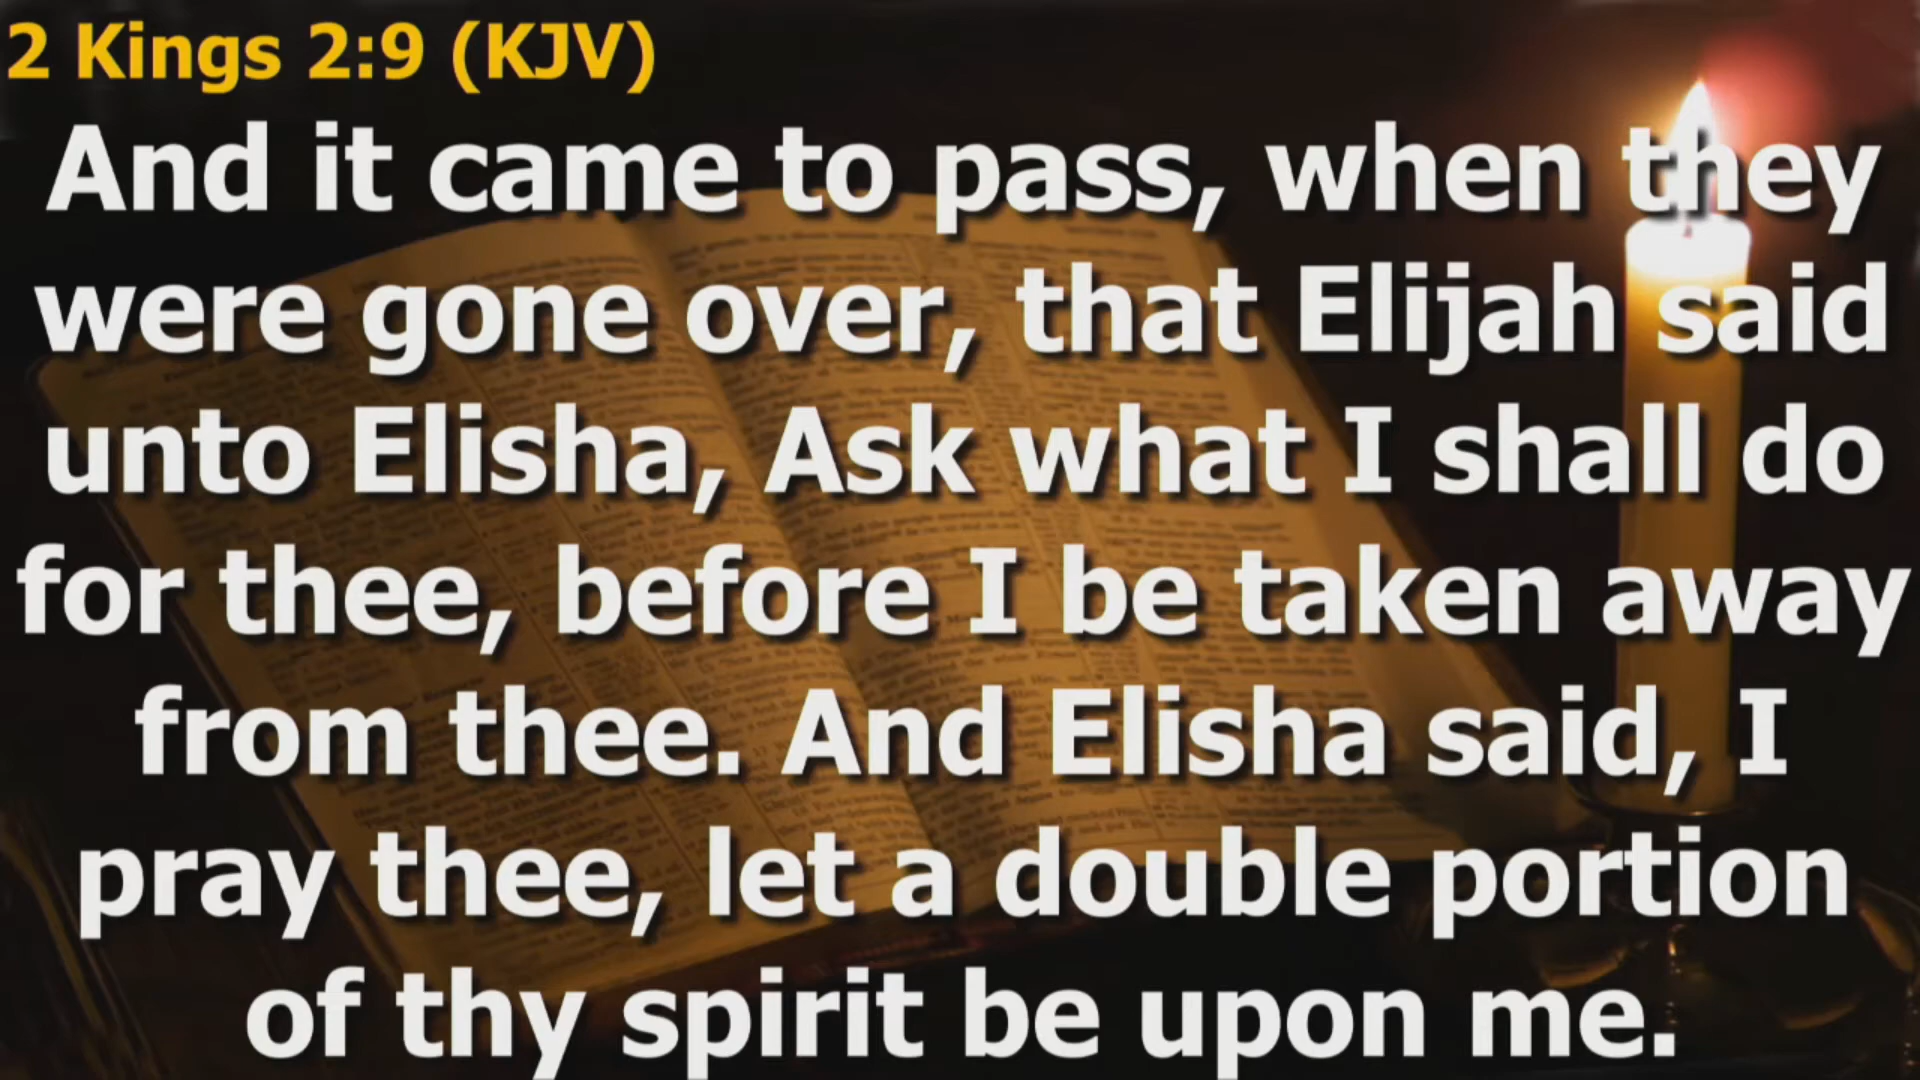 2 Kings 2:9 (KJV)
And it came to pass, when they
were gone over, that Elijah said
unto Elisha, Ask what I shall do
for thee, before I be taken away
from thee. And Elisha said, I
pray thee, let a double portion
of thy spirit be upon me.